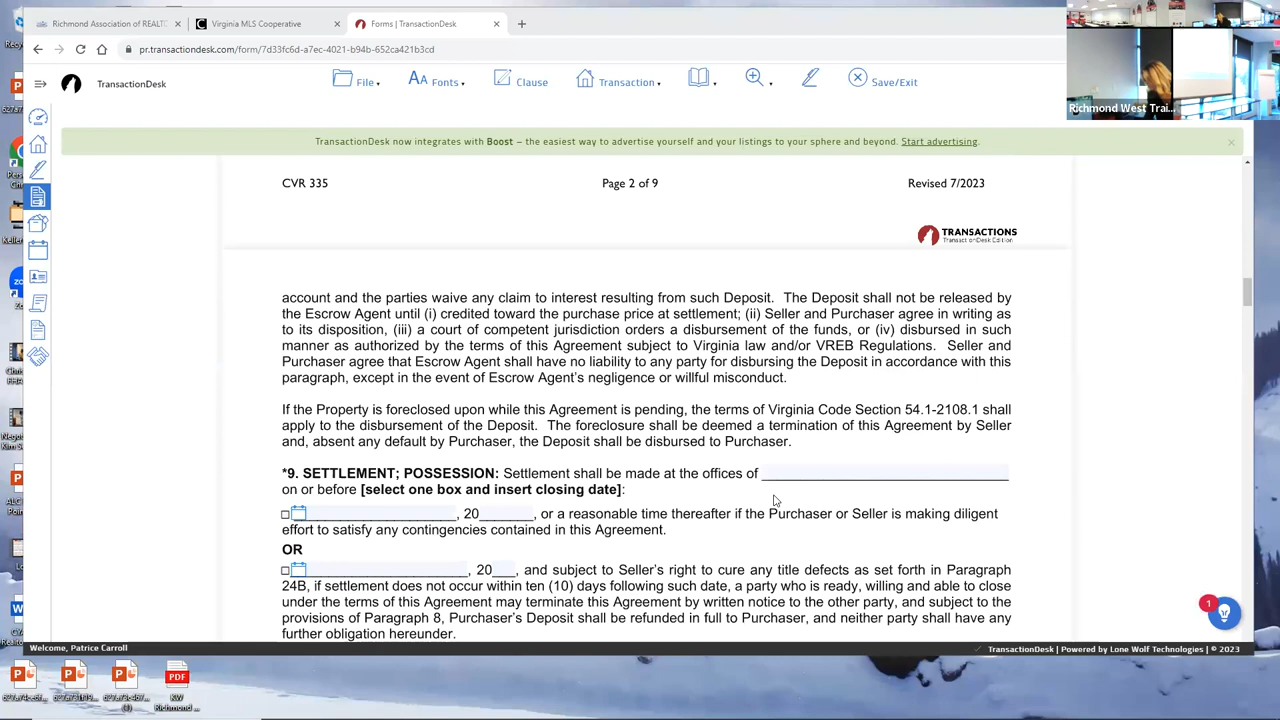 Richmond Association of REALTO
Virginia MLS Cooperative
Forms | TransactionDesk
pr.transactiondesk.com/form/7d33fc6d-a7ec-4021-b94b-652ca421b3cd
TransactionDesk
File
Fonts
Clause
Transaction
Save/Exit
Richmond West Trai...
TransactionDesk now integrates with Boost – the easiest way to advertise yourself and your listings to your sphere and beyond. Start advertising.
CVR 335
Page 2 of 9
Revised 7/2023
TRANSACTIONS
TransactionDesk Edition
account and the parties waive any claim to interest resulting from such Deposit. The Deposit shall not be released by
the Escrow Agent until (i) credited toward the purchase price at settlement; (ii) Seller and Purchaser agree in writing as
to its disposition, (iii) a court of competent jurisdiction orders a disbursement of the funds, or (iv) disbursed in such
manner as authorized by the terms of this Agreement subject to Virginia law and/or VREB Regulations. Seller and
Purchaser agree that Escrow Agent shall have no liability to any party for disbursing the Deposit in accordance with this
paragraph, except in the event of Escrow Agent's negligence or willful misconduct.
If the Property is foreclosed upon while this Agreement is pending, the terms of Virginia Code Section 54.1-2108.1 shall
apply to the disbursement of the Deposit. The foreclosure shall be deemed a termination of this Agreement by Seller
and, absent any default by Purchaser, the Deposit shall be disbursed to Purchaser.
*9. SETTLEMENT; POSSESSION: Settlement shall be made at the offices of
on or before [select one box and insert closing date]:
, 20 , or a reasonable time thereafter if the Purchaser or Seller is making diligent
effort to satisfy any contingencies contained in this Agreement.
OR
, 20 , and subject to Seller's right to cure any title defects as set forth in Paragraph
24B, if settlement does not occur within ten (10) days following such date, a party who is ready, willing and able to close
under the terms of this Agreement may terminate this Agreement by written notice to the other party, and subject to the
provisions of Paragraph 8, Purchaser's Deposit shall be refunded in full to Purchaser, and neither party shall have any
further obligation hereunder.
1
Welcome, Patrice Carroll
TransactionDesk | Powered by Lone Wolf Technologies | © 2023
PDF
KW
Richmond ...